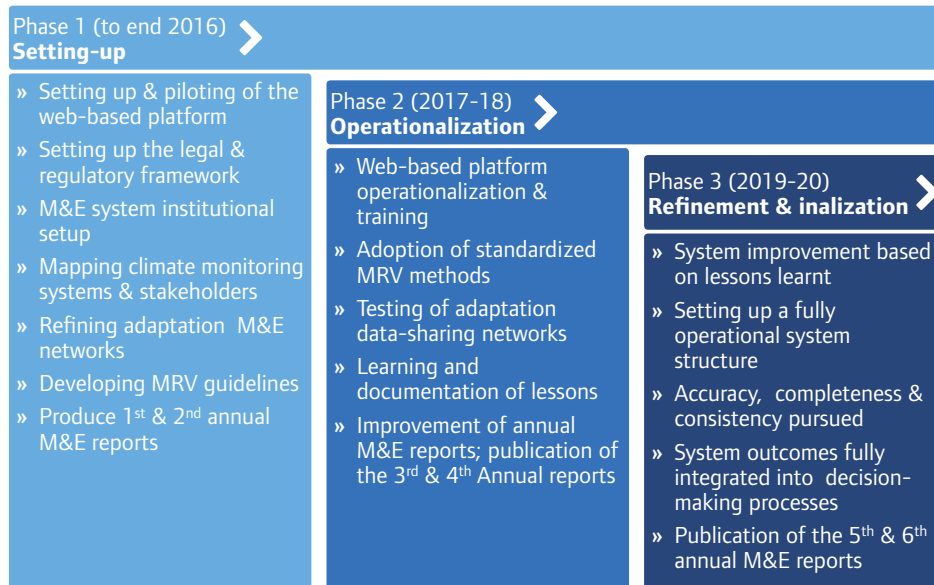 Phase 1 (to end 2016)
Setting-up
» Setting up & piloting of the
web-based platform
» Setting up the legal &
regulatory framework
» M&E system institutional
setup
» Mapping climate monitoring
systems & stakeholders
» Refining adaptation M&E
networks
» Developing MRV guidelines
» Produce 1st & 2nd annual
M&E reports
Phase 2 (2017-18)
Operationalization
» Web-based platform
operationalization &
training
» Adoption of standardized
MRV methods
» Testing of adaptation
data-sharing networks
» Learning and
documentation of lessons
» Improvement of annual
M&E reports; publication of
the 3rd & 4th Annual reports
Phase 3 (2019-20)
Refinement & inalization
» System improvement based
on lessons learnt
» Setting up a fully
operational system
structure
» Accuracy, completeness &
consistency pursued
» System outcomes fully
integrated into decision-
making processes
» Publication of the 5th & 6th
annual M&E reports